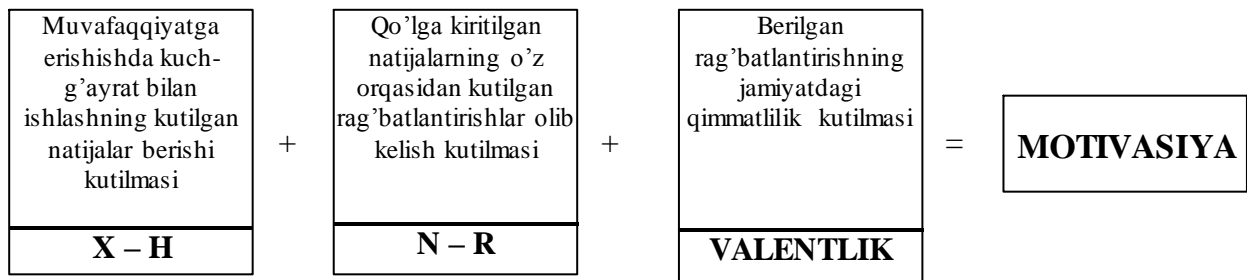 Muvafaqqiyatga
erishishda kuch-
g’ayrat bilan
ishlashning kutilgan
natijalar berishi
kutilmasi
X – H
+
Qo’lga kiritilgan
natijalarning o’z
orqasidan kutilgan
rag’batlantirishlar olib
kelish kutilmasi
N – R
+
Berilgan
rag’batlantirishning
jamiyatdagi
qimmatlilik kutilmasi
VALENTLIK
=
MOTIVASIYA